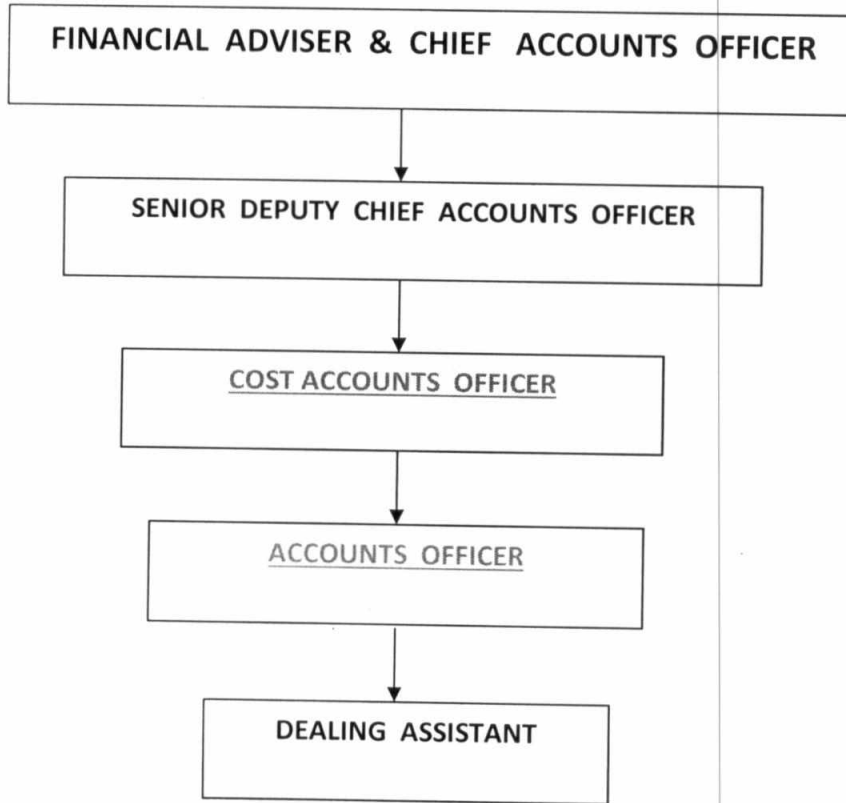 FINANCIAL ADVISER & CHIEF ACCOUNTS OFFICER
SENIOR DEPUTY CHIEF ACCOUNTS OFFICER
COST ACCOUNTS OFFICER
ACCOUNTS OFFICER
DEALING ASSISTANT